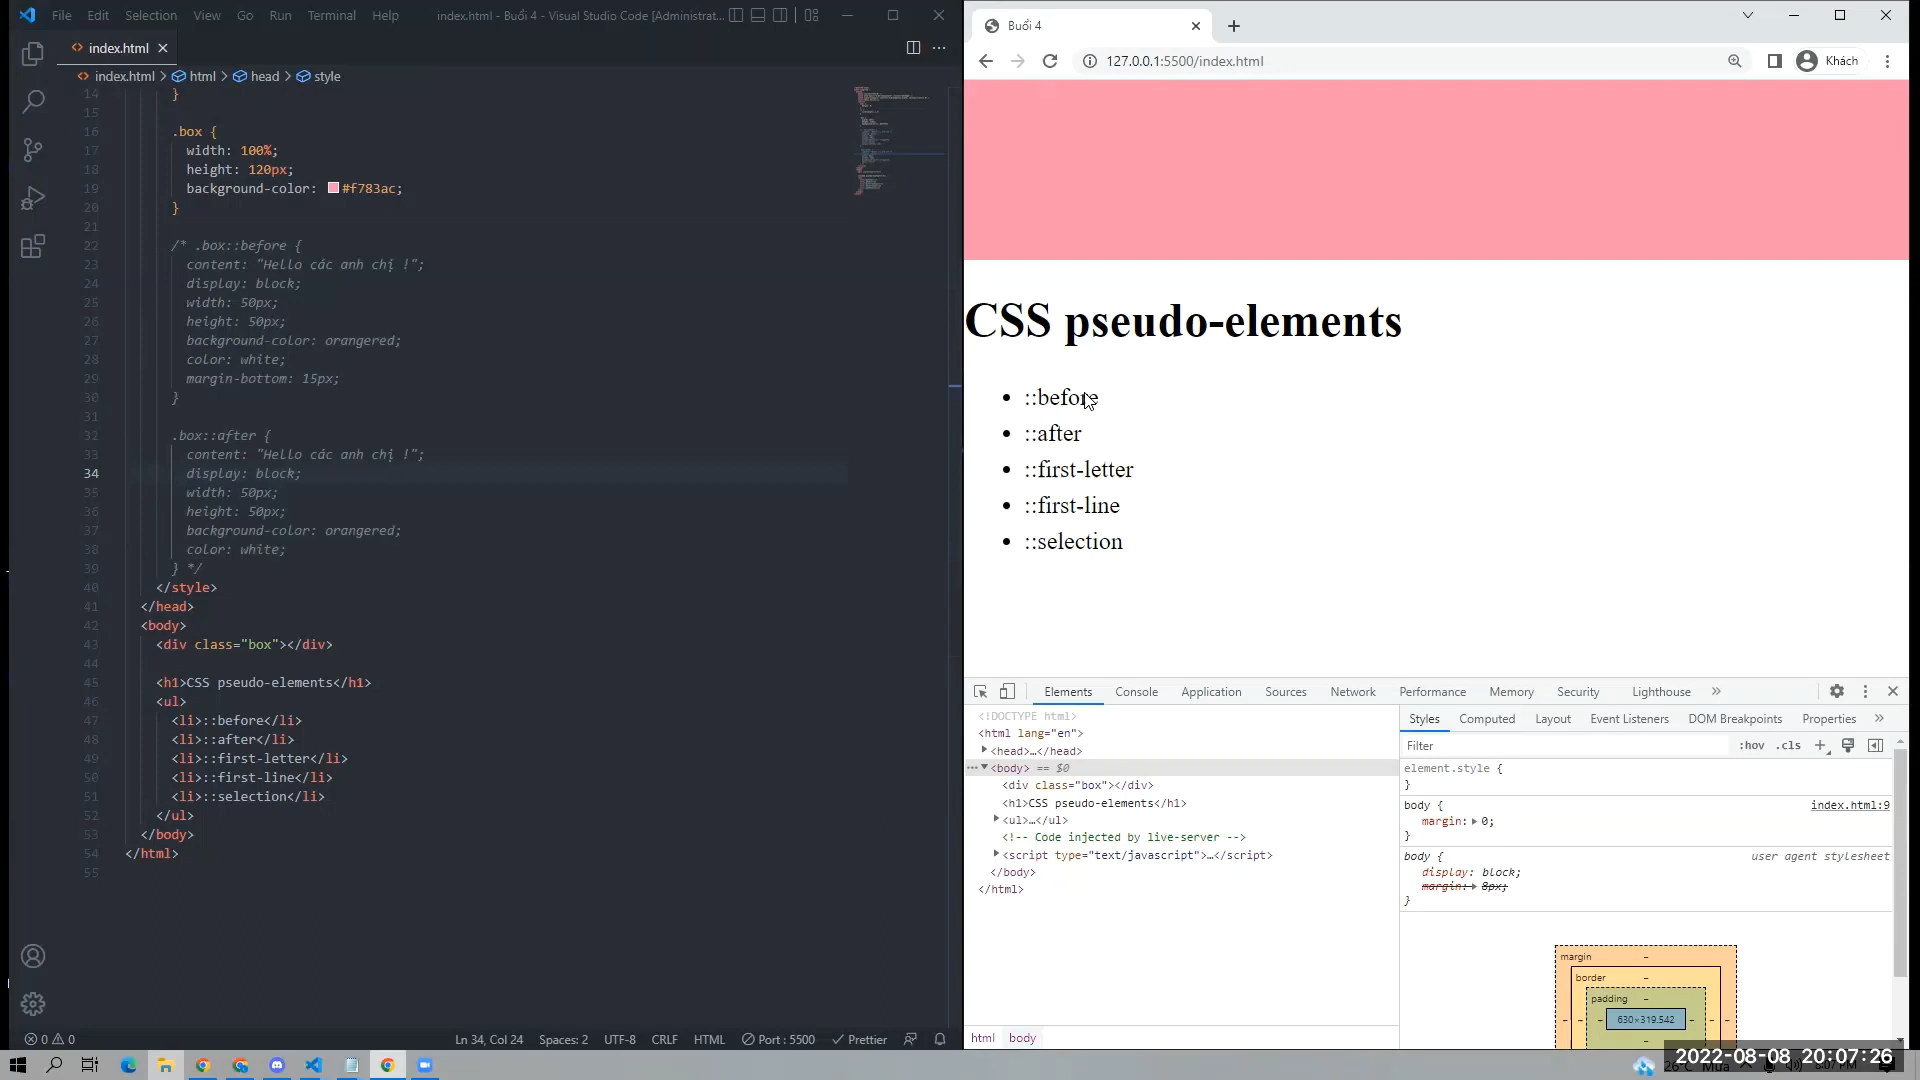 File Edit Selection View Go Run Terminal Help index.html - Buổi 4 - Visual Studio Code [Administrat...
index.html
index.html > html > head > style
14 }
15
16 .box {
17 width: 100%;
18 height: 120px;
19 background-color: #f783ac;
20 }
21
22 /* .box::before {
23 content: "Hello các anh chị !";
24 display: block;
25 width: 50px;
26 height: 50px;
27 background-color: orangered;
28 color: white;
29 margin-bottom: 15px;
30 }
31
32 .box::after {
33 content: "Hello các anh chị !";
34 display: block;
35 width: 50px;
36 height: 50px;
37 background-color: orangered;
38 color: white;
39 } */
40 </style>
41 </head>
42 <body>
43 <div class="box"></div>
44
45 <h1>CSS pseudo-elements</h1>
46 <ul>
47 <li>::before</li>
48 <li>::after</li>
49 <li>::first-letter</li>
50 <li>::first-line</li>
51 <li>::selection</li>
52 </ul>
53 </body>
54 </html>
55
0 0 Ln 34, Col 24 Spaces: 2 UTF-8 CRLF HTML Port : 5500 Prettier
Buổi 4
127.0.0.1:5500/index.html Khách
CSS pseudo-elements
• ::before
• ::after
• ::first-letter
• ::first-line
• ::selection
Elements Console Application Sources Network Performance Memory Security Lighthouse »
<!DOCTYPE html>
<html lang="en">
<head>…</head>
<body> == $0
<div class="box"></div>
<h1>CSS pseudo-elements</h1>
<ul>…</ul>
<!-- Code injected by live-server -->
<script type="text/javascript">…</script>
</body>
</html>
html body
Styles Computed Layout Event Listeners DOM Breakpoints Properties »
Filter :hov .cls
element.style {
}
body { index.html:9
margin: 0;
}
body { user agent stylesheet
display: block;
margin: 8px;
}
margin -
border -
padding -
- - - 630×319.542 - - -
-
26°C Mưa
2022-08-08 20:07:26